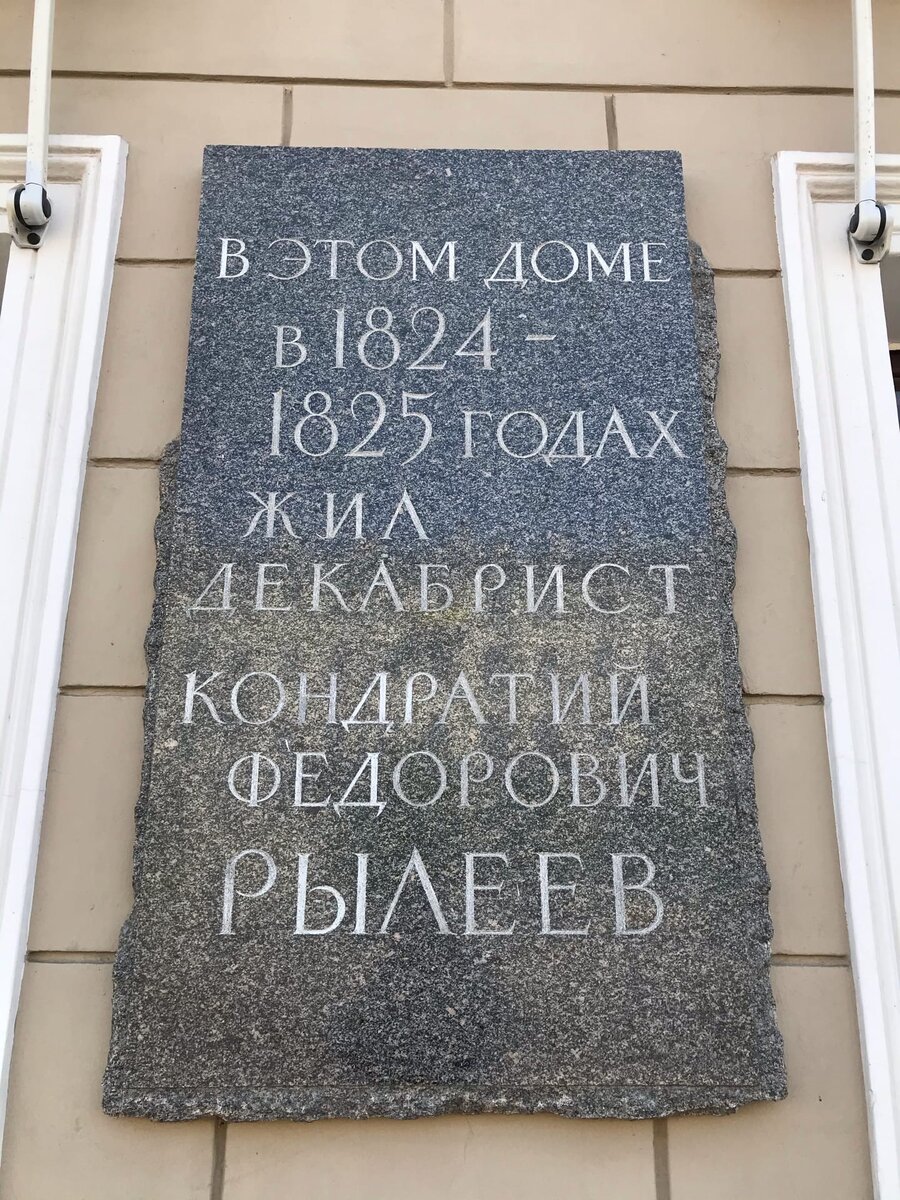 В ЭТОМ ДОМЕ
В 1824 -
1825 ГОДАХ
ЖИЛ
ДЕКАБРИСТ
КОНДРАТИЙ
ФЕДОРОВИЧ
РЫЛЕЕВ